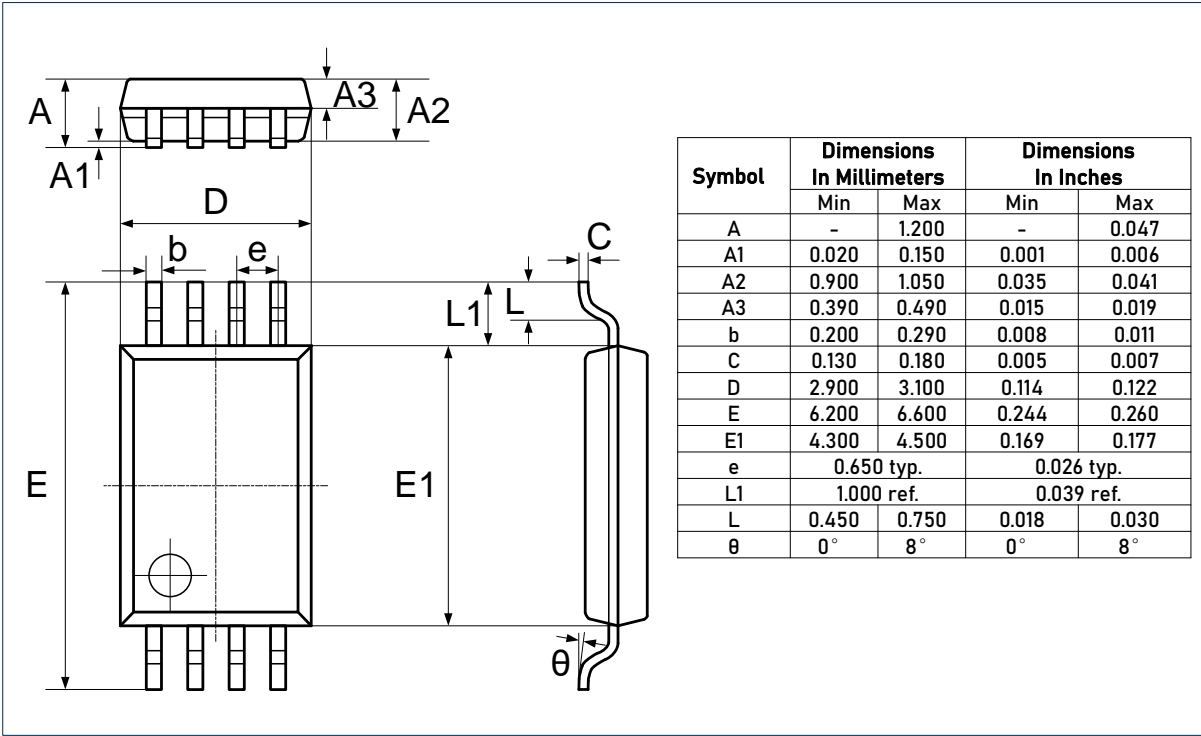 A
A1
A3
A2
D
b
e
C
L1
L
E
E1
θ
Symbol Dimensions In Millimeters Dimensions In Inches
Min Max Min Max
A - 1.200 - 0.047
A1 0.020 0.150 0.001 0.006
A2 0.900 1.050 0.035 0.041
A3 0.390 0.490 0.015 0.019
b 0.200 0.290 0.008 0.011
C 0.130 0.180 0.005 0.007
D 2.900 3.100 0.114 0.122
E 6.200 6.600 0.244 0.260
E1 4.300 4.500 0.169 0.177
e 0.650 typ. 0.026 typ.
L1 1.000 ref. 0.039 ref.
L 0.450 0.750 0.018 0.030
θ 0° 8° 0° 8°